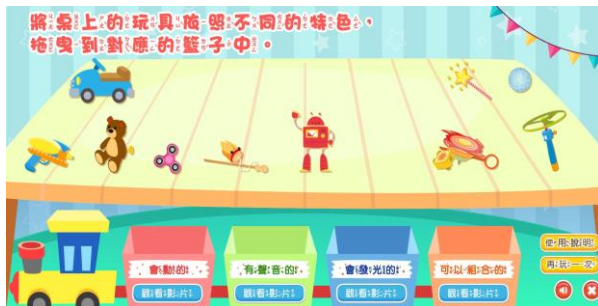 將桌上的玩具依照不同的特色，
拖曳到對應的籃子中。
會動的
有聲音的
會發光的
可以組合的
觀看影片
觀看影片
觀看影片
觀看影片
使用說明
再玩一次